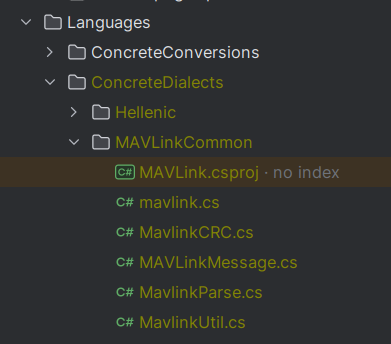 Languages
ConcreteConversions
ConcreteDialects
Hellenic
MAVLinkCommon
C# MAVLink.csproj · no index
C# mavlink.cs
C# MavlinkCRC.cs
C# MAVLinkMessage.cs
C# MavlinkParse.cs
C# MavlinkUtil.cs